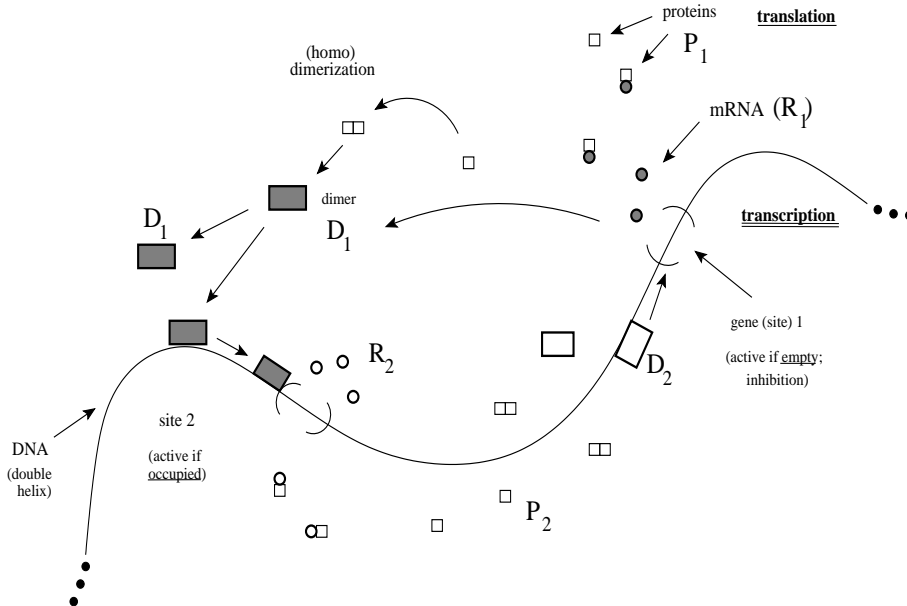 proteins
translation
P1
(homo)
dimerization
mRNA (R1)
dimer
D1
D1
transcription
gene (site) 1
(active if empty;
inhibition)
R2
D2
site 2
(active if
occupied)
DNA
(double
helix)
P2